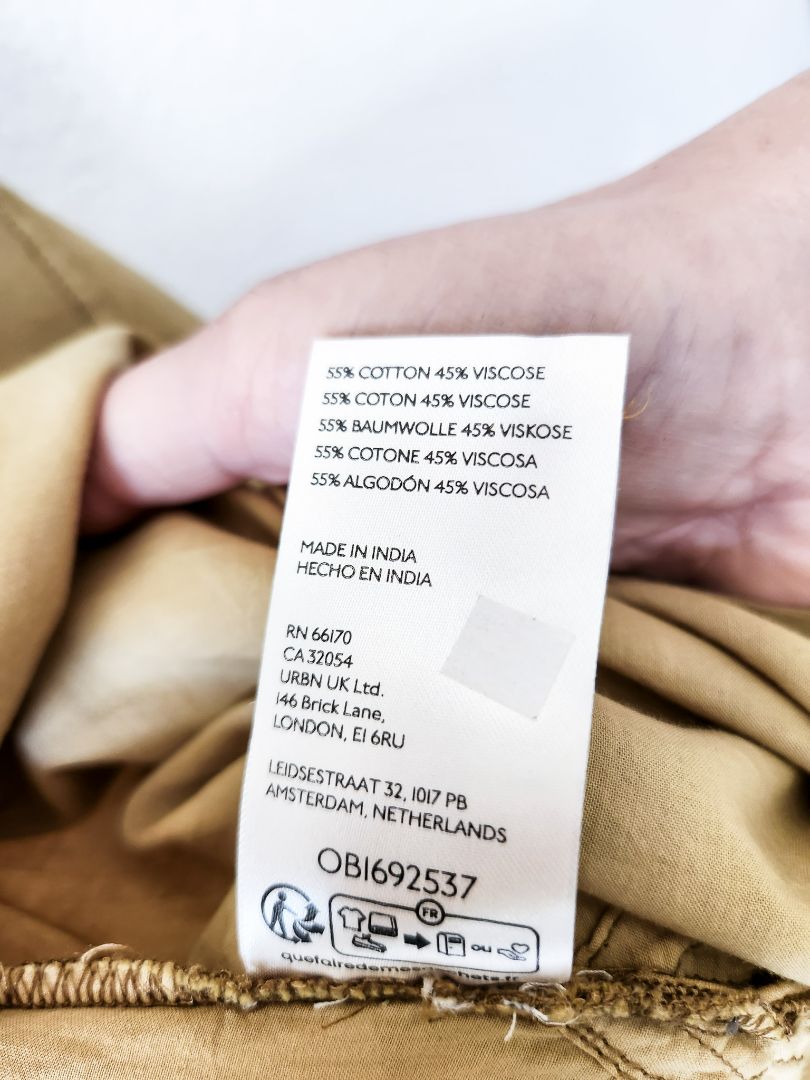 55% COTTON 45% VISCOSE
55% COTON 45% VISCOSE
55% BAUMWOLLE 45% VISKOSE
55% COTONE 45% VISCOSA
55% ALGODÓN 45% VISCOSA
MADE IN INDIA
HECHO EN INDIA
RN 66170
CA 32054
URBN UK Ltd.
146 Brick Lane,
LONDON, E1 6RU
LEIDSESTRAAT 32, 1017 PB
AMSTERDAM, NETHERLANDS
OB1692537
FR
ou